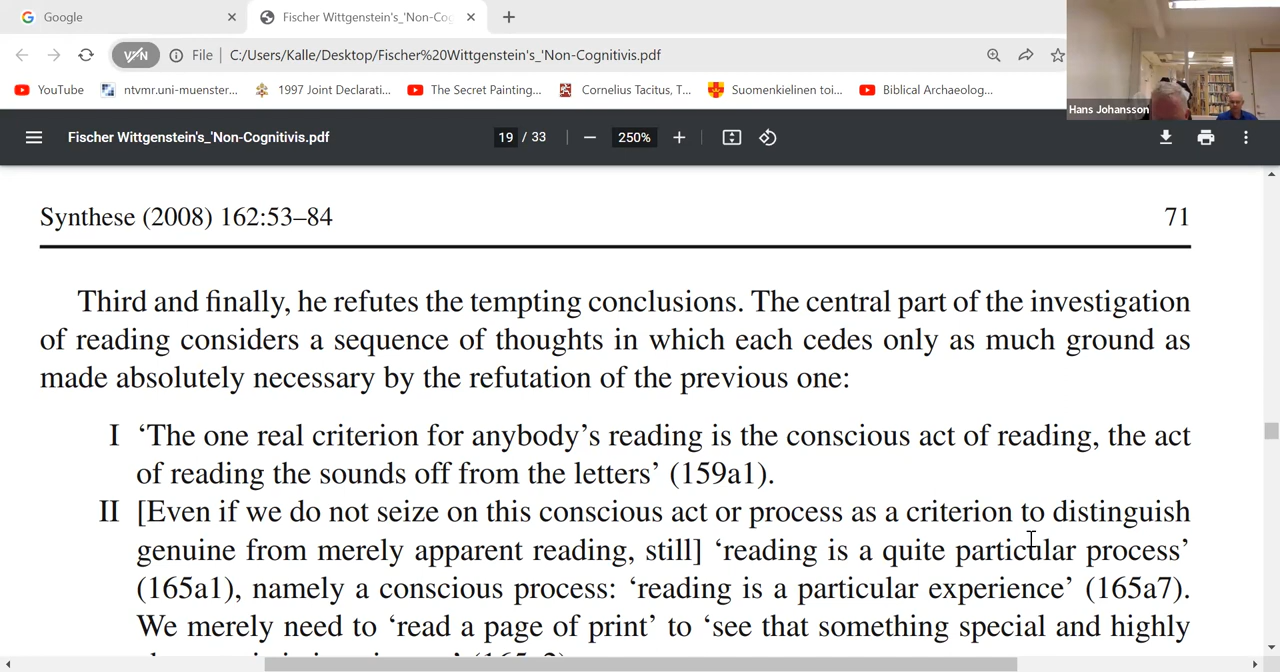 Google
Fischer Wittgenstein's_'Non-Cog
VPN
File
C:/Users/Kalle/Desktop/Fischer%20Wittgenstein's_'Non-Cognitivis.pdf
YouTube
ntvmr.uni-muenster...
1997 Joint Declarati...
The Secret Painting...
Cornelius Tacitus, T...
Suomenkielinen toi...
Biblical Archaeolog...
Hans Johansson
Fischer Wittgenstein's_'Non-Cognitivis.pdf
19 / 33
250%
Synthese (2008) 162:53–84
71
Third and finally, he refutes the tempting conclusions. The central part of the investigation
of reading considers a sequence of thoughts in which each cedes only as much ground as
made absolutely necessary by the refutation of the previous one:
I ‘The one real criterion for anybody’s reading is the conscious act of reading, the act
of reading the sounds off from the letters’ (159a1).
II [Even if we do not seize on this conscious act or process as a criterion to distinguish
genuine from merely apparent reading, still] ‘reading is a quite particular process’
(165a1), namely a conscious process: ‘reading is a particular experience’ (165a7).
We merely need to ‘read a page of print’ to ‘see that something special and highly